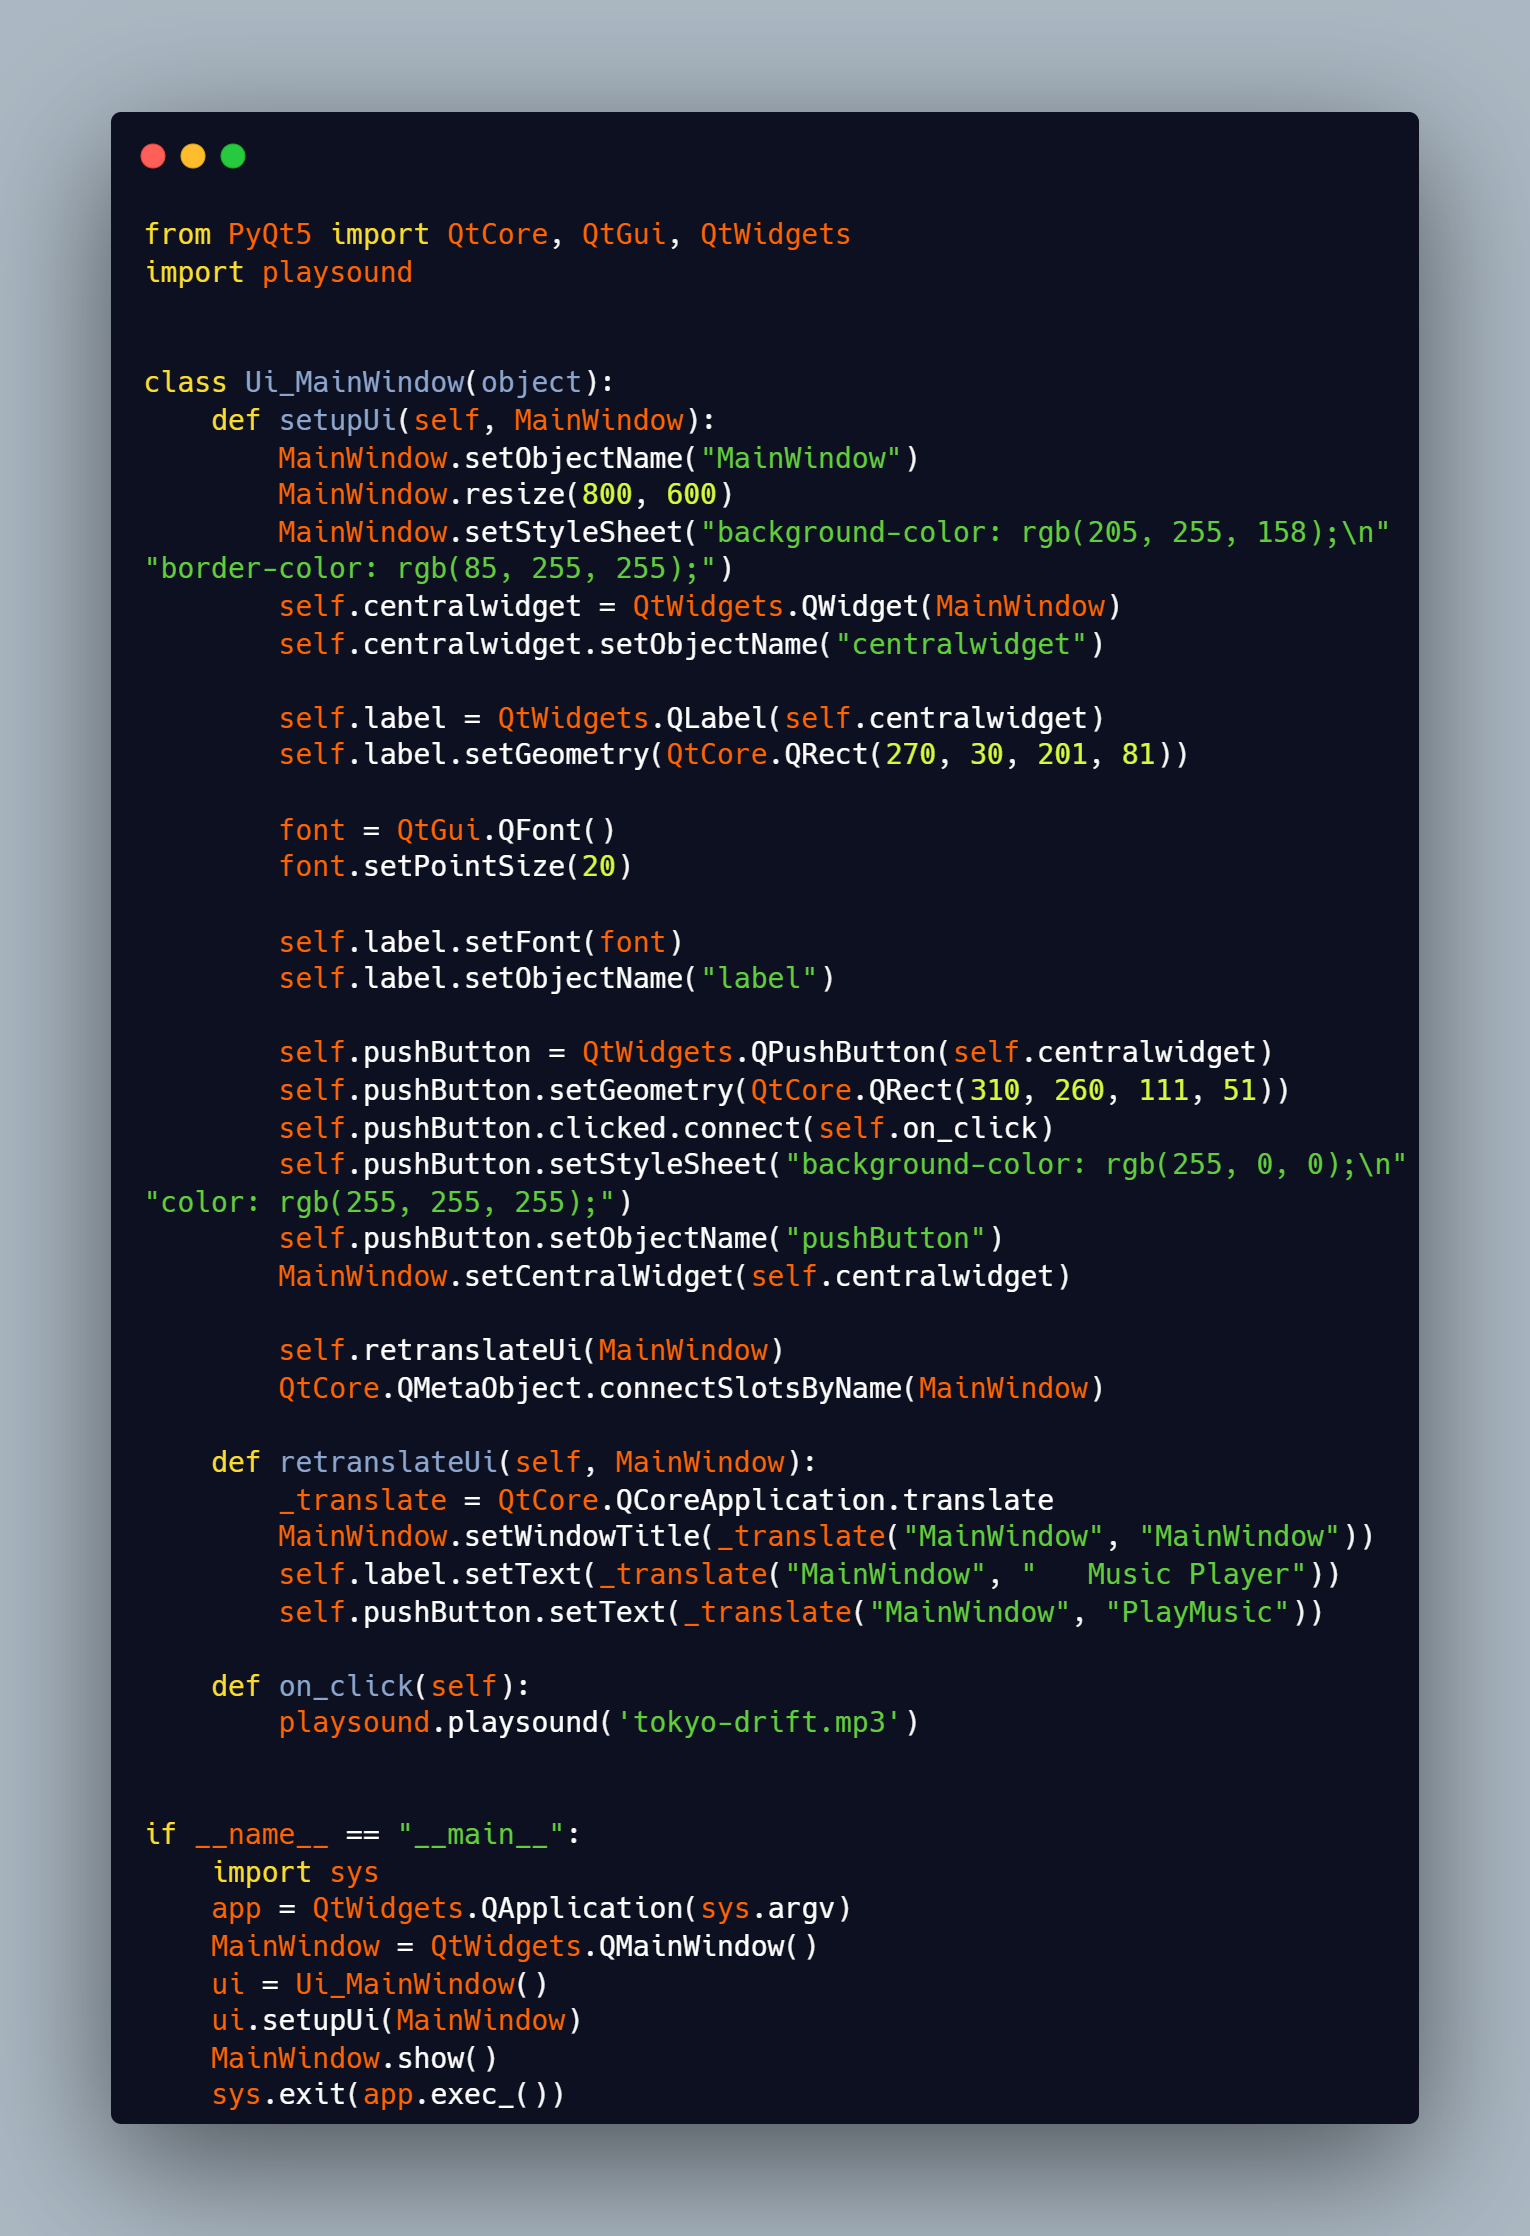 from PyQt5 import QtCore, QtGui, QtWidgets
import playsound
class Ui_MainWindow(object):
    def setupUi(self, MainWindow):
        MainWindow.setObjectName("MainWindow")
        MainWindow.resize(800, 600)
        MainWindow.setStyleSheet("background-color: rgb(205, 255, 158);\n"
"border-color: rgb(85, 255, 255);")
        self.centralwidget = QtWidgets.QWidget(MainWindow)
        self.centralwidget.setObjectName("centralwidget")
        self.label = QtWidgets.QLabel(self.centralwidget)
        self.label.setGeometry(QtCore.QRect(270, 30, 201, 81))
        font = QtGui.QFont()
        font.setPointSize(20)
        self.label.setFont(font)
        self.label.setObjectName("label")
        self.pushButton = QtWidgets.QPushButton(self.centralwidget)
        self.pushButton.setGeometry(QtCore.QRect(310, 260, 111, 51))
        self.pushButton.clicked.connect(self.on_click)
        self.pushButton.setStyleSheet("background-color: rgb(255, 0, 0);\n"
"color: rgb(255, 255, 255);")
        self.pushButton.setObjectName("pushButton")
        MainWindow.setCentralWidget(self.centralwidget)
        self.retranslateUi(MainWindow)
        QtCore.QMetaObject.connectSlotsByName(MainWindow)
    def retranslateUi(self, MainWindow):
        _translate = QtCore.QCoreApplication.translate
        MainWindow.setWindowTitle(_translate("MainWindow", "MainWindow"))
        self.label.setText(_translate("MainWindow", "   Music Player"))
        self.pushButton.setText(_translate("MainWindow", "PlayMusic"))
    def on_click(self):
        playsound.playsound('tokyo-drift.mp3')
if __name__ == "__main__":
    import sys
    app = QtWidgets.QApplication(sys.argv)
    MainWindow = QtWidgets.QMainWindow()
    ui = Ui_MainWindow()
    ui.setupUi(MainWindow)
    MainWindow.show()
    sys.exit(app.exec_())